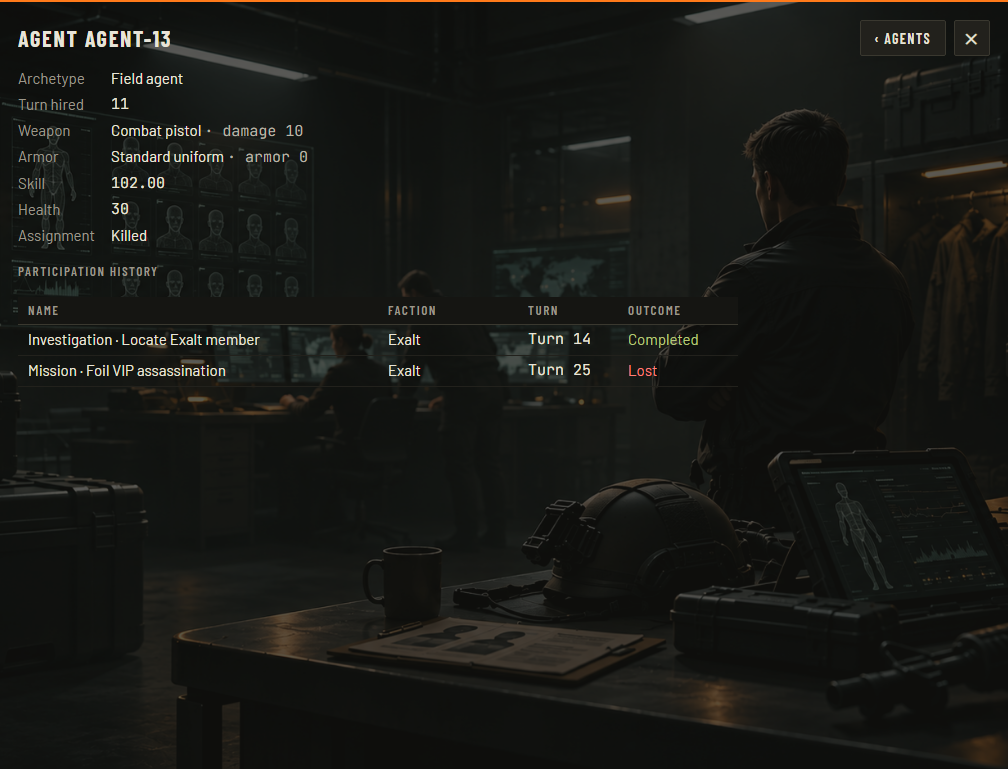 AGENT AGENT-13
‹ AGENTS ✕
Archetype Field agent
Turn hired 11
Weapon Combat pistol · damage 10
Armor Standard uniform · armor 0
Skill 102.00
Health 30
Assignment Killed
PARTICIPATION HISTORY
NAME FACTION TURN OUTCOME
Investigation · Locate Exalt member Exalt Turn 14 Completed
Mission · Foil VIP assassination Exalt Turn 25 Lost